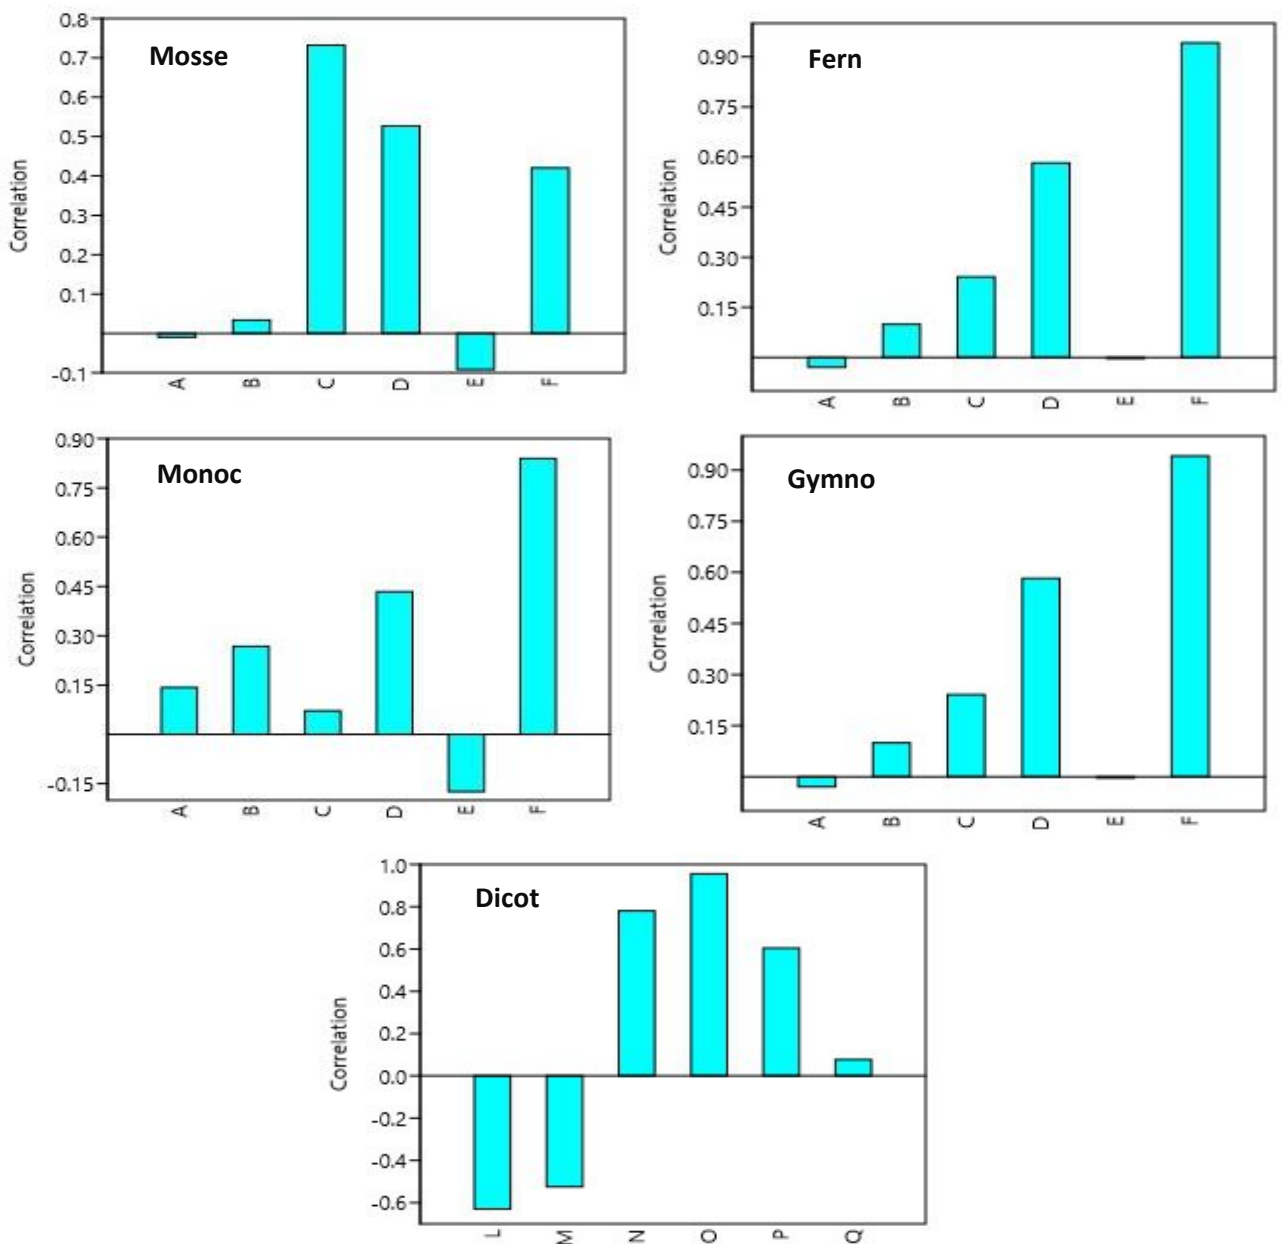 Mosse
Correlation
0.8
0.7
0.6
0.5
0.4
0.3
0.2
0.1
-0.1
A B C D E F
Fern
Correlation
0.90
0.75
0.60
0.45
0.30
0.15
A B C D E F
Monoc
Correlation
0.90
0.75
0.60
0.45
0.30
0.15
-0.15
A B C D E F
Gymno
Correlation
0.90
0.75
0.60
0.45
0.30
0.15
A B C D E F
Dicot
Correlation
1.0
0.8
0.6
0.4
0.2
0.0
-0.2
-0.4
-0.6
L M N O P Q